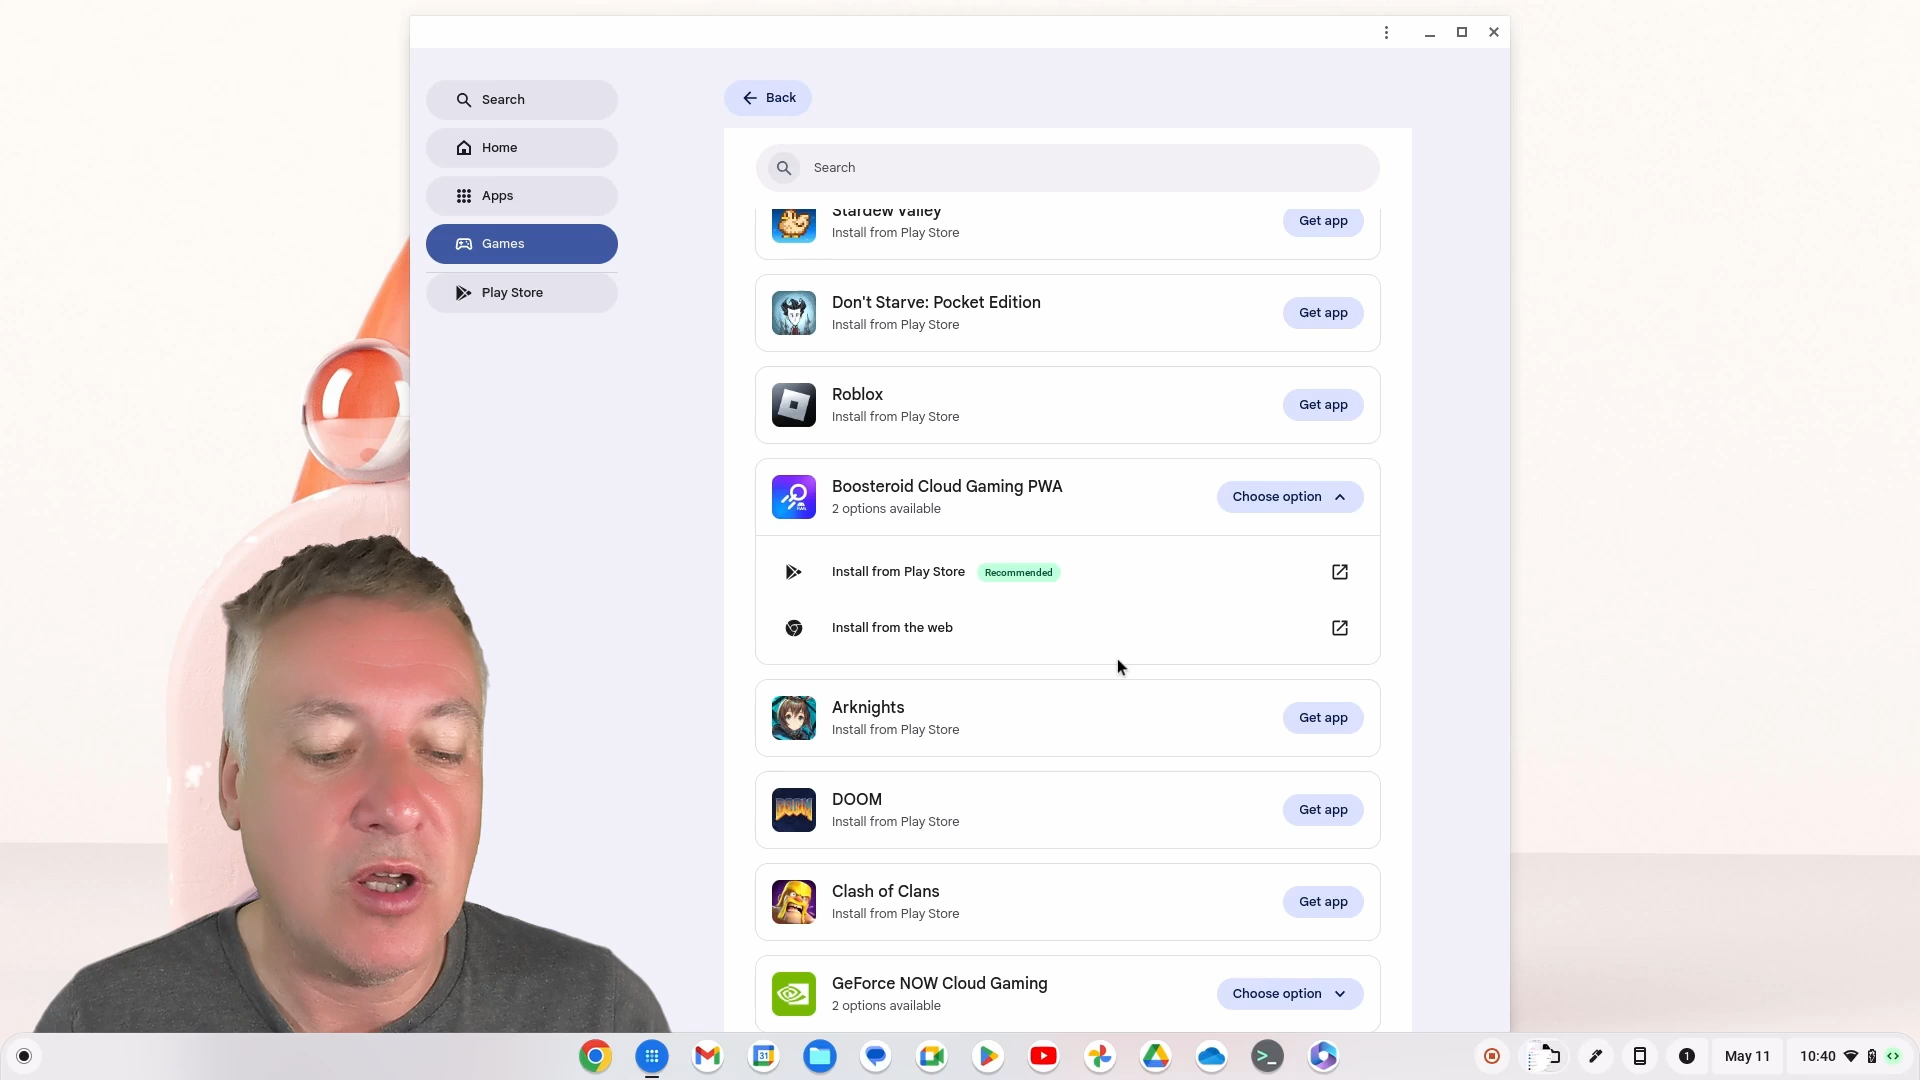 Search
Home
Apps
Games
Play Store
Back
Search
Stardew Valley
Install from Play Store
Get app
Don't Starve: Pocket Edition
Install from Play Store
Get app
Roblox
Install from Play Store
Get app
Boosteroid Cloud Gaming PWA
2 options available
Choose option
Install from Play Store Recommended
Install from the web
Arknights
Install from Play Store
Get app
DOOM
Install from Play Store
Get app
Clash of Clans
Install from Play Store
Get app
GeForce NOW Cloud Gaming
2 options available
Choose option
31
1
May 11
10:40